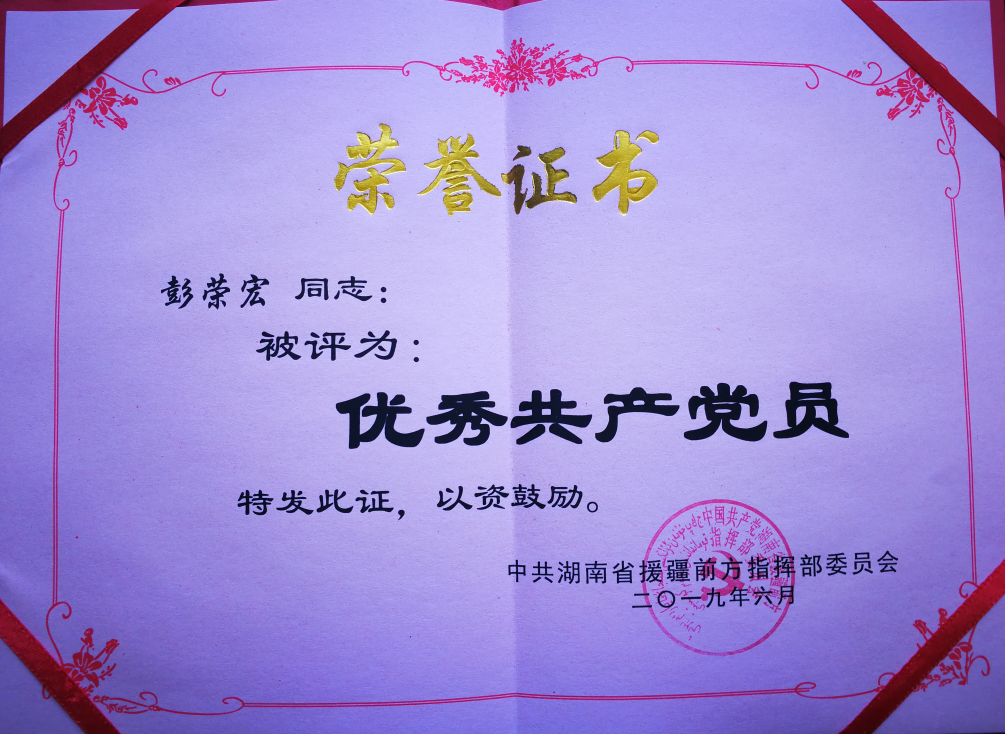 荣誉证书
彭荣宏 同志：
被评为：
优秀共产党员
特发此证，以资鼓励。
中共湖南省援疆前方指挥部委员会
二〇一九年六月